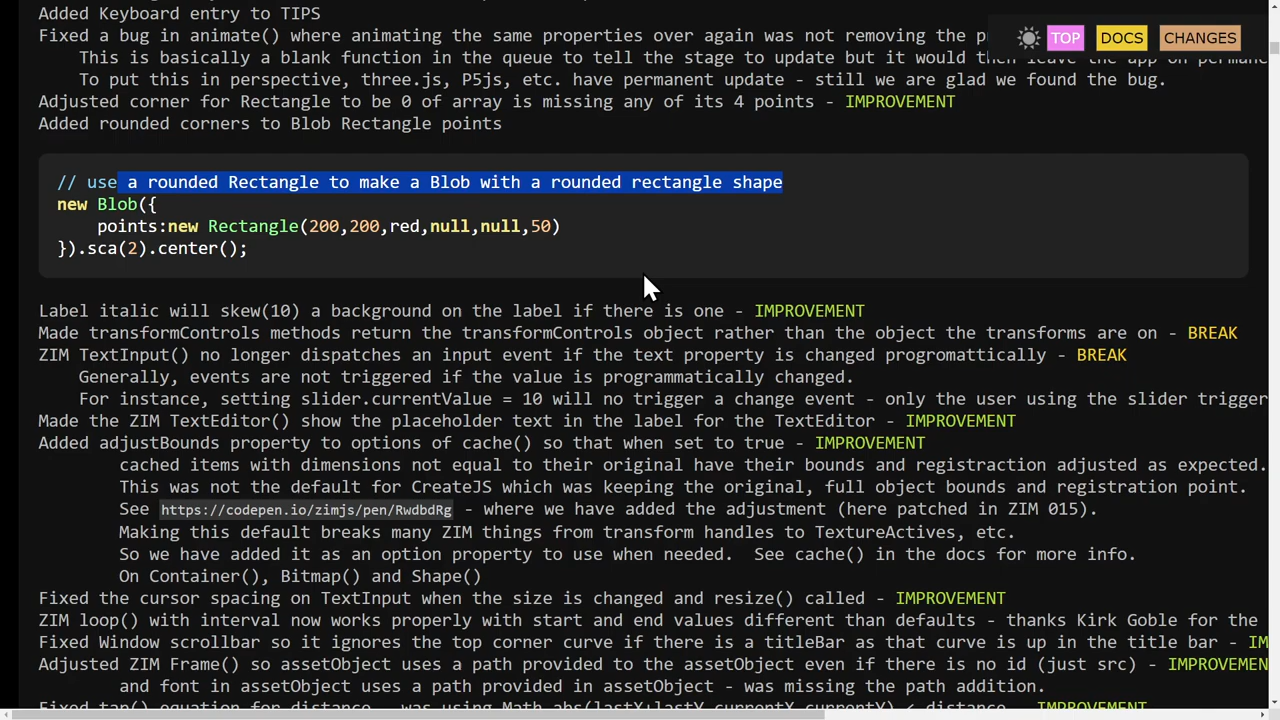 Added Keyboard entry to TIPS
Fixed a bug in animate() where animating the same properties over again was not removing the p
TOP DOCS CHANGES
This is basically a blank function in the queue to tell the stage to update but it would then leave the app on permane
To put this in perspective, three.js, P5js, etc. have permanent update - still we are glad we found the bug.
Adjusted corner for Rectangle to be 0 of array is missing any of its 4 points - IMPROVEMENT
Added rounded corners to Blob Rectangle points
// use a rounded Rectangle to make a Blob with a rounded rectangle shape
new Blob({
points:new Rectangle(200,200,red,null,null,50)
}).sca(2).center();
Label italic will skew(10) a background on the label if there is one - IMPROVEMENT
Made transformControls methods return the transformControls object rather than the object the transforms are on - BREAK
ZIM TextInput() no longer dispatches an input event if the text property is changed progromattically - BREAK
Generally, events are not triggered if the value is programmatically changed.
For instance, setting slider.currentValue = 10 will no trigger a change event - only the user using the slider trigger
Made the ZIM TextEditor() show the placeholder text in the label for the TextEditor - IMPROVEMENT
Added adjustBounds property to options of cache() so that when set to true - IMPROVEMENT
cached items with dimensions not equal to their original have their bounds and registraction adjusted as expected.
This was not the default for CreateJS which was keeping the original, full object bounds and registration point.
See https://codepen.io/zimjs/pen/RwdbdRg - where we have added the adjustment (here patched in ZIM 015).
Making this default breaks many ZIM things from transform handles to TextureActives, etc.
So we have added it as an option property to use when needed.  See cache() in the docs for more info.
On Container(), Bitmap() and Shape()
Fixed the cursor spacing on TextInput when the size is changed and resize() called - IMPROVEMENT
ZIM loop() with interval now works properly with start and end values different than defaults - thanks Kirk Goble for the
Fixed Window scrollbar so it ignores the top corner curve if there is a titleBar as that curve is up in the title bar - IM
Adjusted ZIM Frame() so assetObject uses a path provided to the assetObject even if there is no id (just src) - IMPROVEMEN
and font in assetObject uses a path provided in assetObject - was missing the path addition.
Fixed tap() equation for distance - was using Math.abs(lastX+lastY-currentX-currentY) < distance - IMPROVEMENT